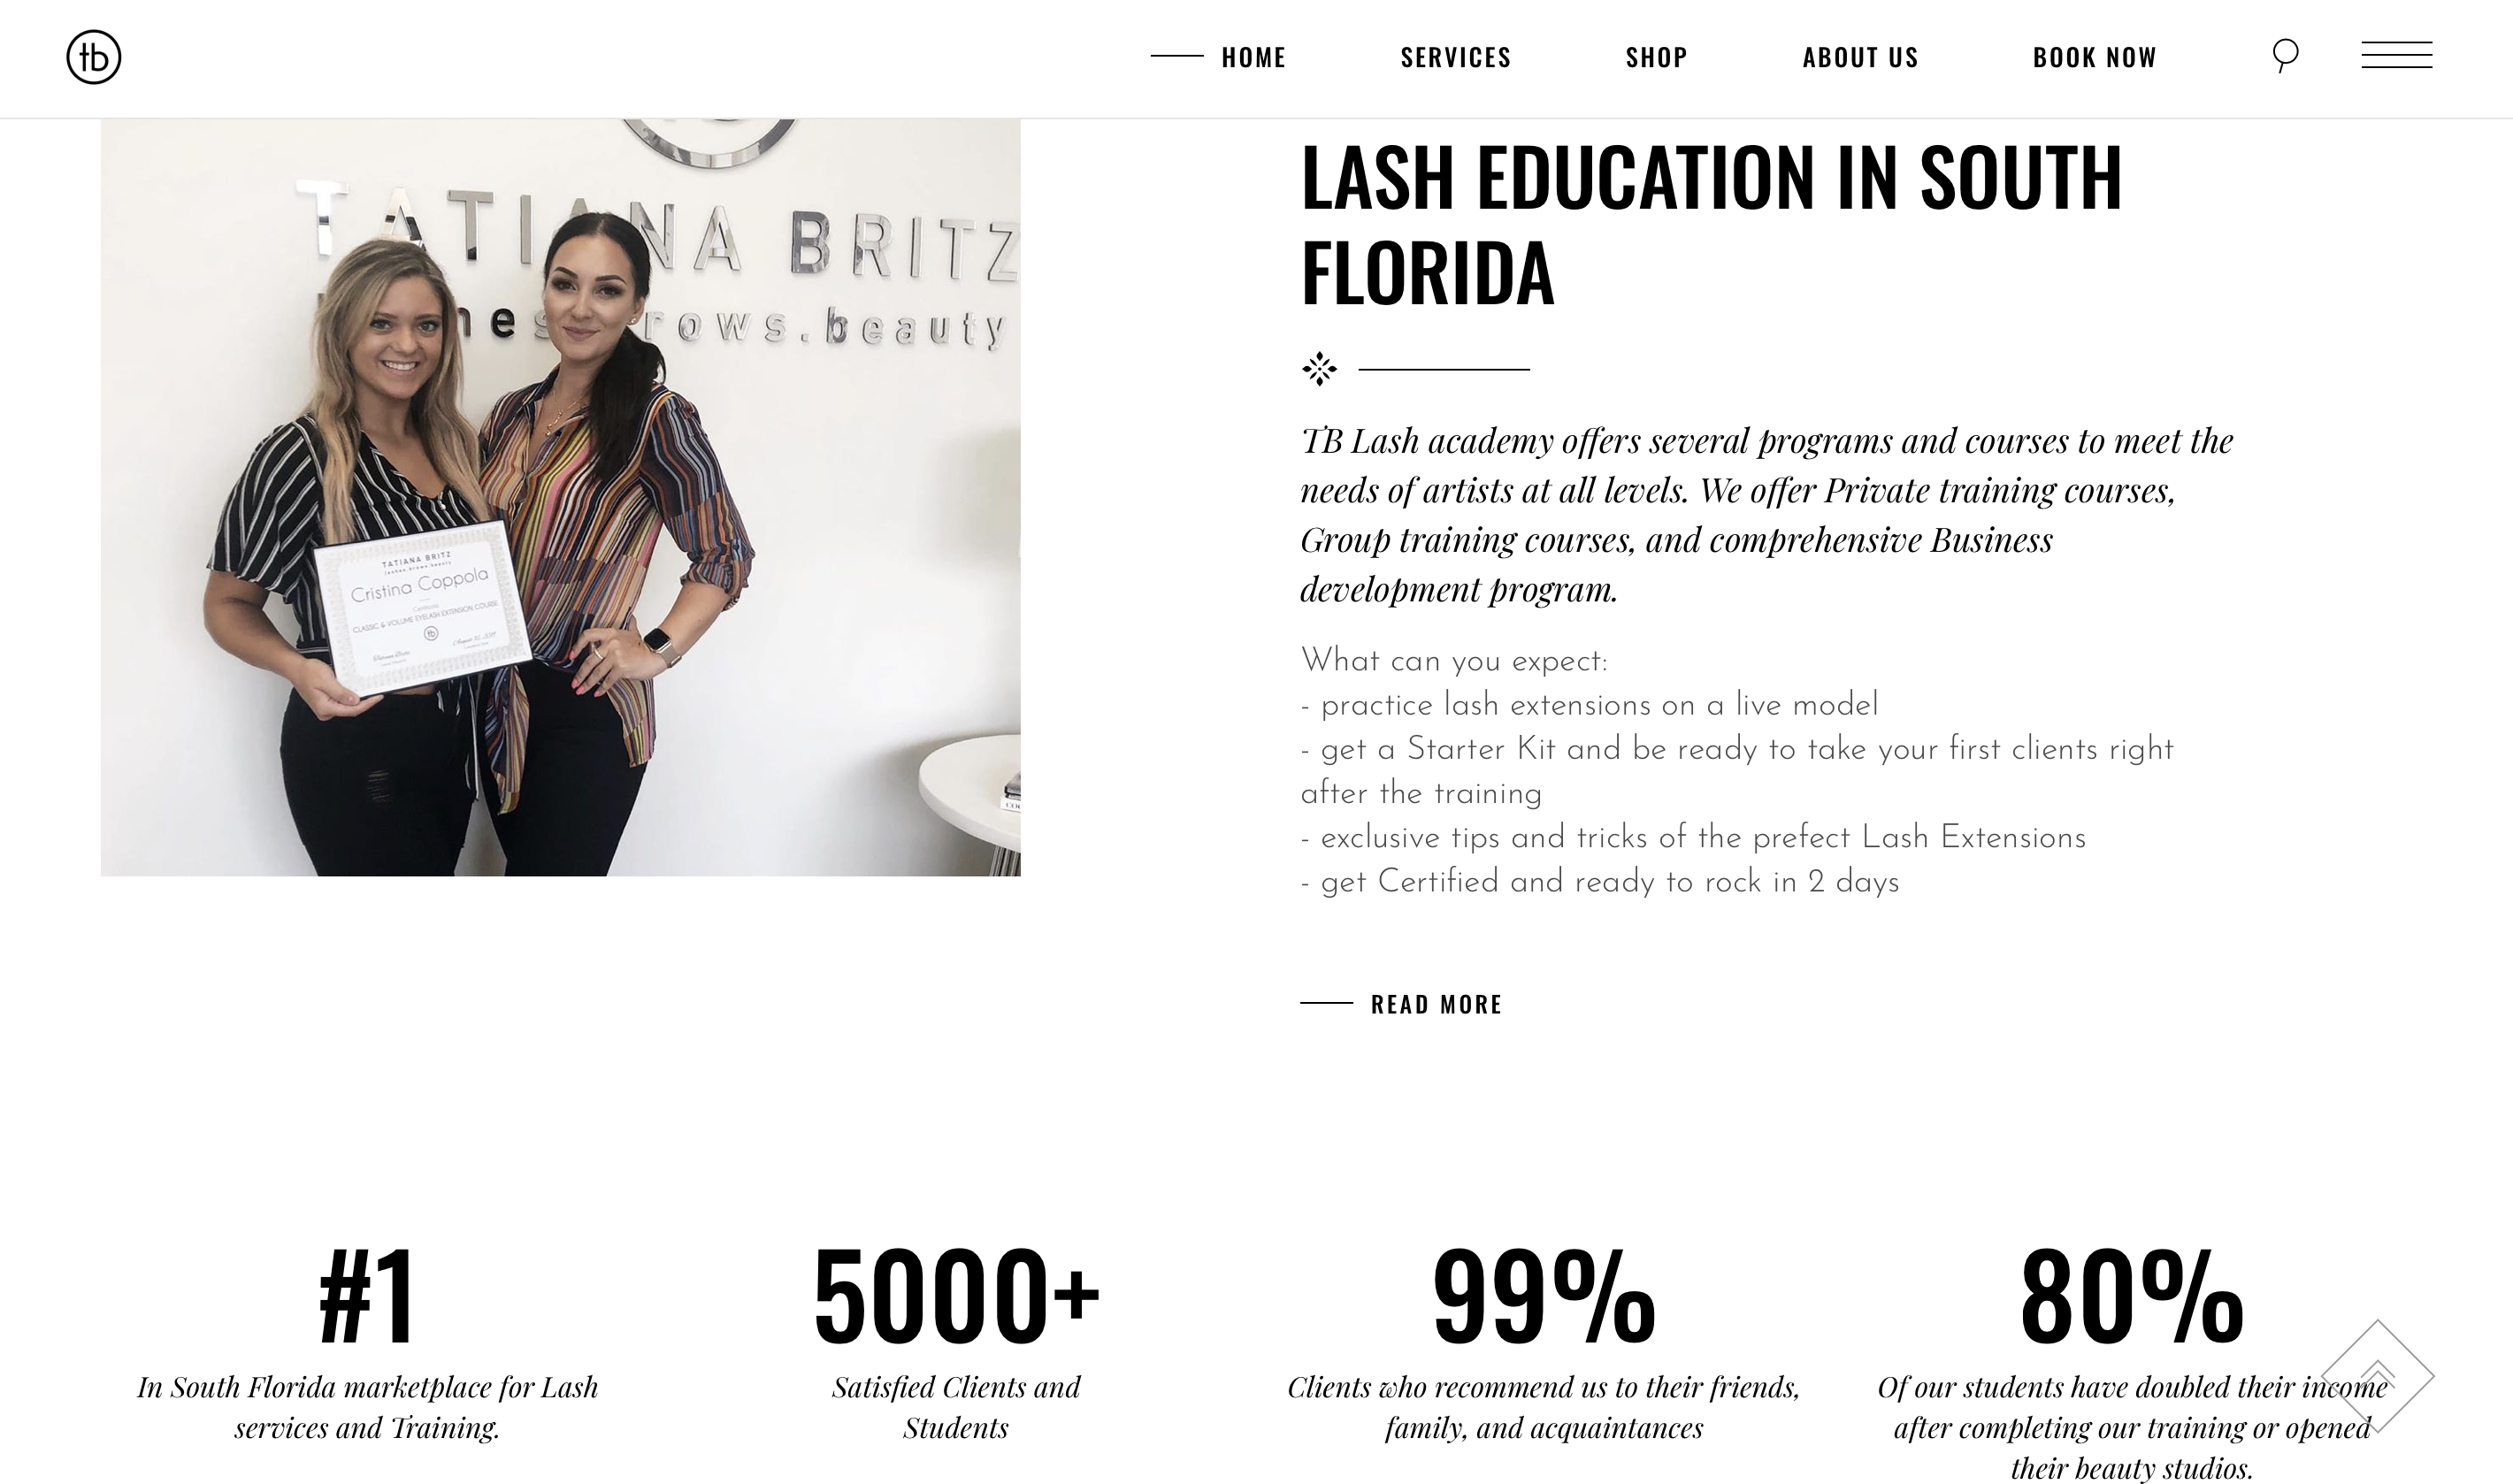 tb
HOME
SERVICES
SHOP
ABOUT US
BOOK NOW
TATIANA BRITZ
nes rows.beauty
TATIANA BRITZ
lashes.brows.beauty
Cristina Coppola
Certificate
CLASSIC & VOLUME EYELASH EXTENSION COURSE
tb
LASH EDUCATION IN SOUTH
FLORIDA
TB Lash academy offers several programs and courses to meet the
needs of artists at all levels. We offer Private training courses,
Group training courses, and comprehensive Business
development program.
What can you expect:
- practice lash extensions on a live model
- get a Starter Kit and be ready to take your first clients right
after the training
- exclusive tips and tricks of the prefect Lash Extensions
- get Certified and ready to rock in 2 days
READ MORE
#1
In South Florida marketplace for Lash
services and Training.
5000+
Satisfied Clients and
Students
99%
Clients who recommend us to their friends,
family, and acquaintances
80%
Of our students have doubled their income
after completing our training or opened
their beauty studios.